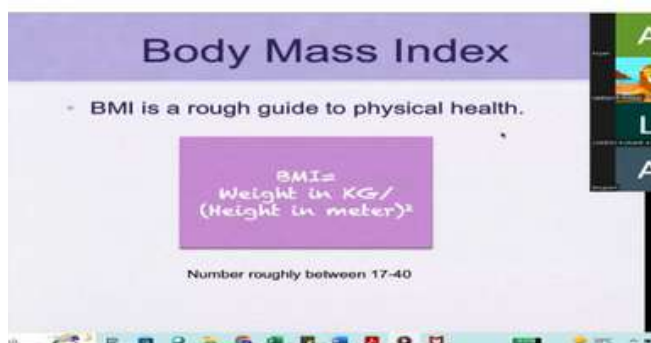 Body Mass Index
BMI is a rough guide to physical health.
BMI=
Weight in KG/
(Height in meter)²
Number roughly between 17-40
A
L
A